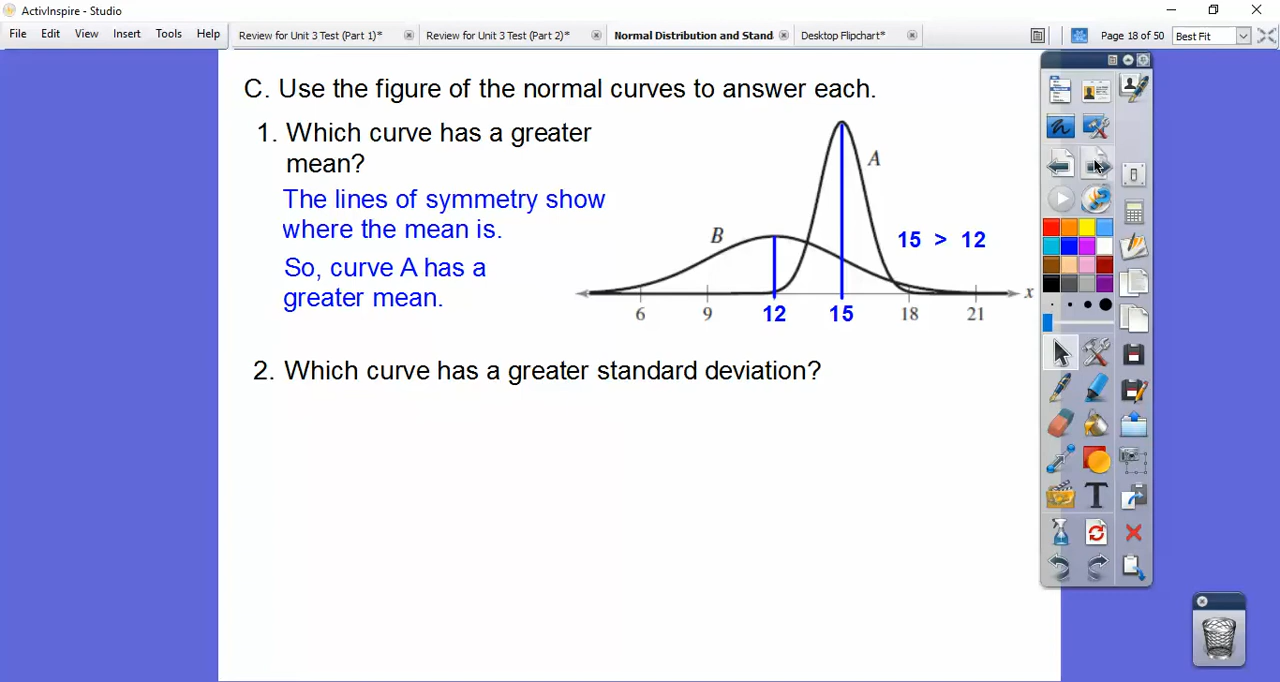 ActivInspire - Studio
File Edit View Insert Tools Help
Review for Unit 3 Test (Part 1)*
Review for Unit 3 Test (Part 2)*
Normal Distribution and Stand
Desktop Flipchart*
Page 18 of 50
Best Fit
C. Use the figure of the normal curves to answer each.
1. Which curve has a greater
mean?
The lines of symmetry show
where the mean is.
So, curve A has a
greater mean.
A
B
15 > 12
x
6 9 12 15 18 21
2. Which curve has a greater standard deviation?
T